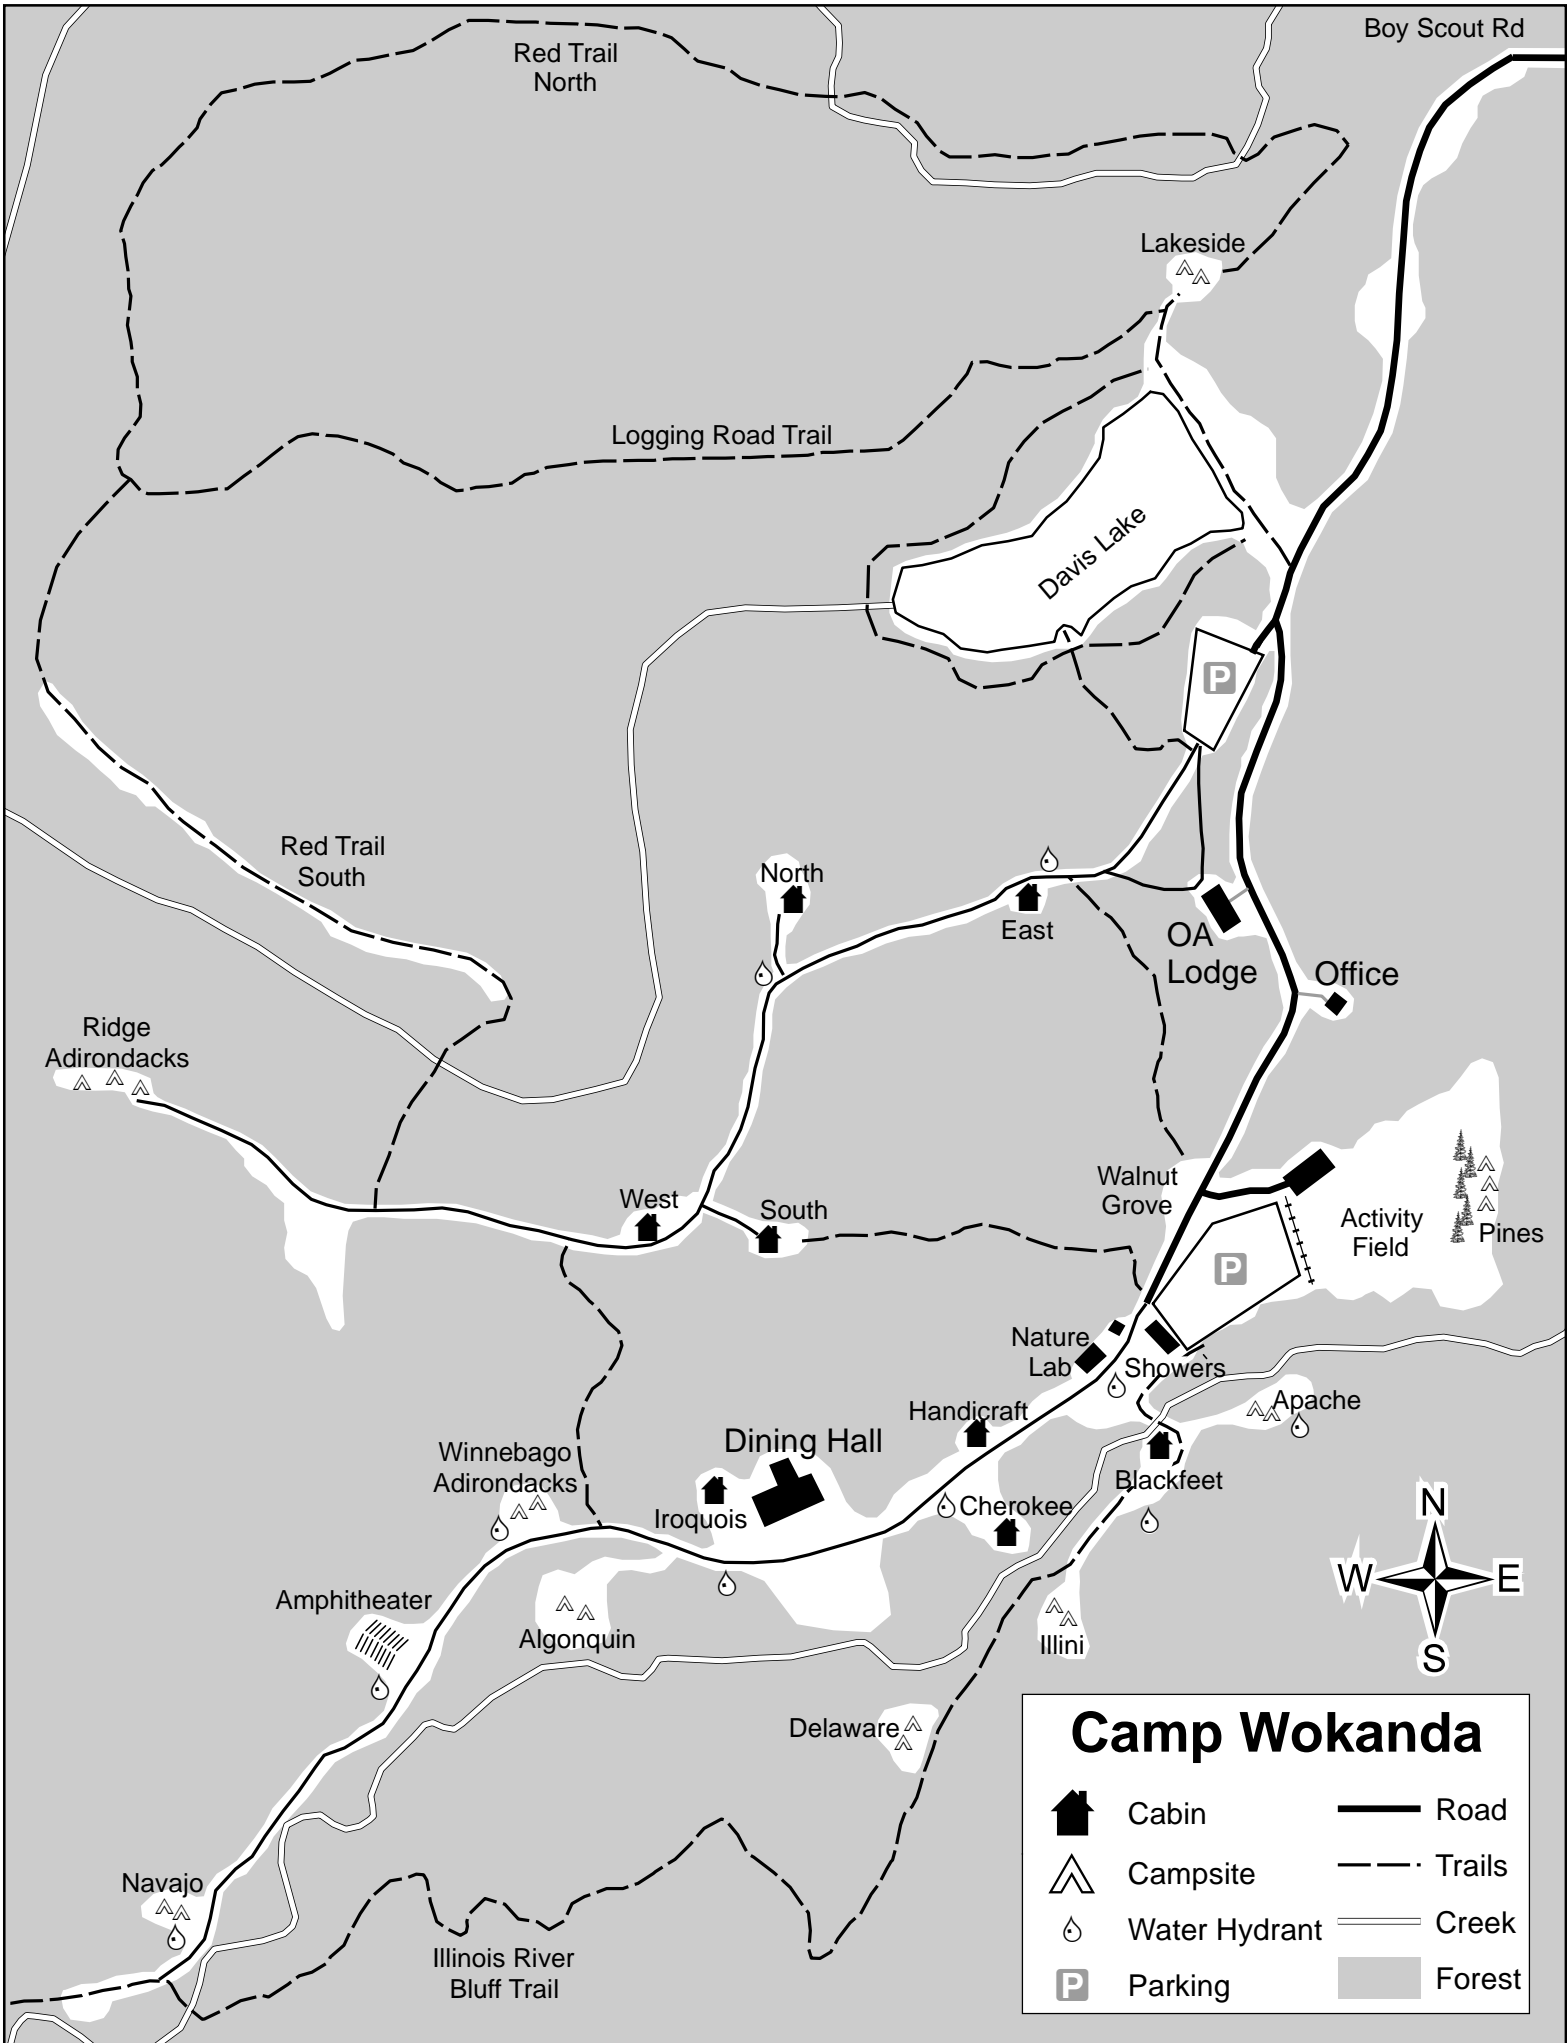 Boy Scout Rd
Red Trail
North
Lakeside
Logging Road Trail
Davis Lake
P
Red Trail
South
North
East
OA
Lodge
Office
Ridge
Adirondacks
West
South
Walnut
Grove
Activity
Field
Pines
P
Nature
Lab
Showers
Apache
Handicraft
Dining Hall
Winnebago
Adirondacks
Iroquois
Cherokee
Blackfeet
Amphitheater
Algonquin
Illini
N
W
E
S
Delaware
Navajo
Illinois River
Bluff Trail
Camp Wokanda
Cabin
Road
Campsite
Trails
Water Hydrant
Creek
P
Parking
Forest